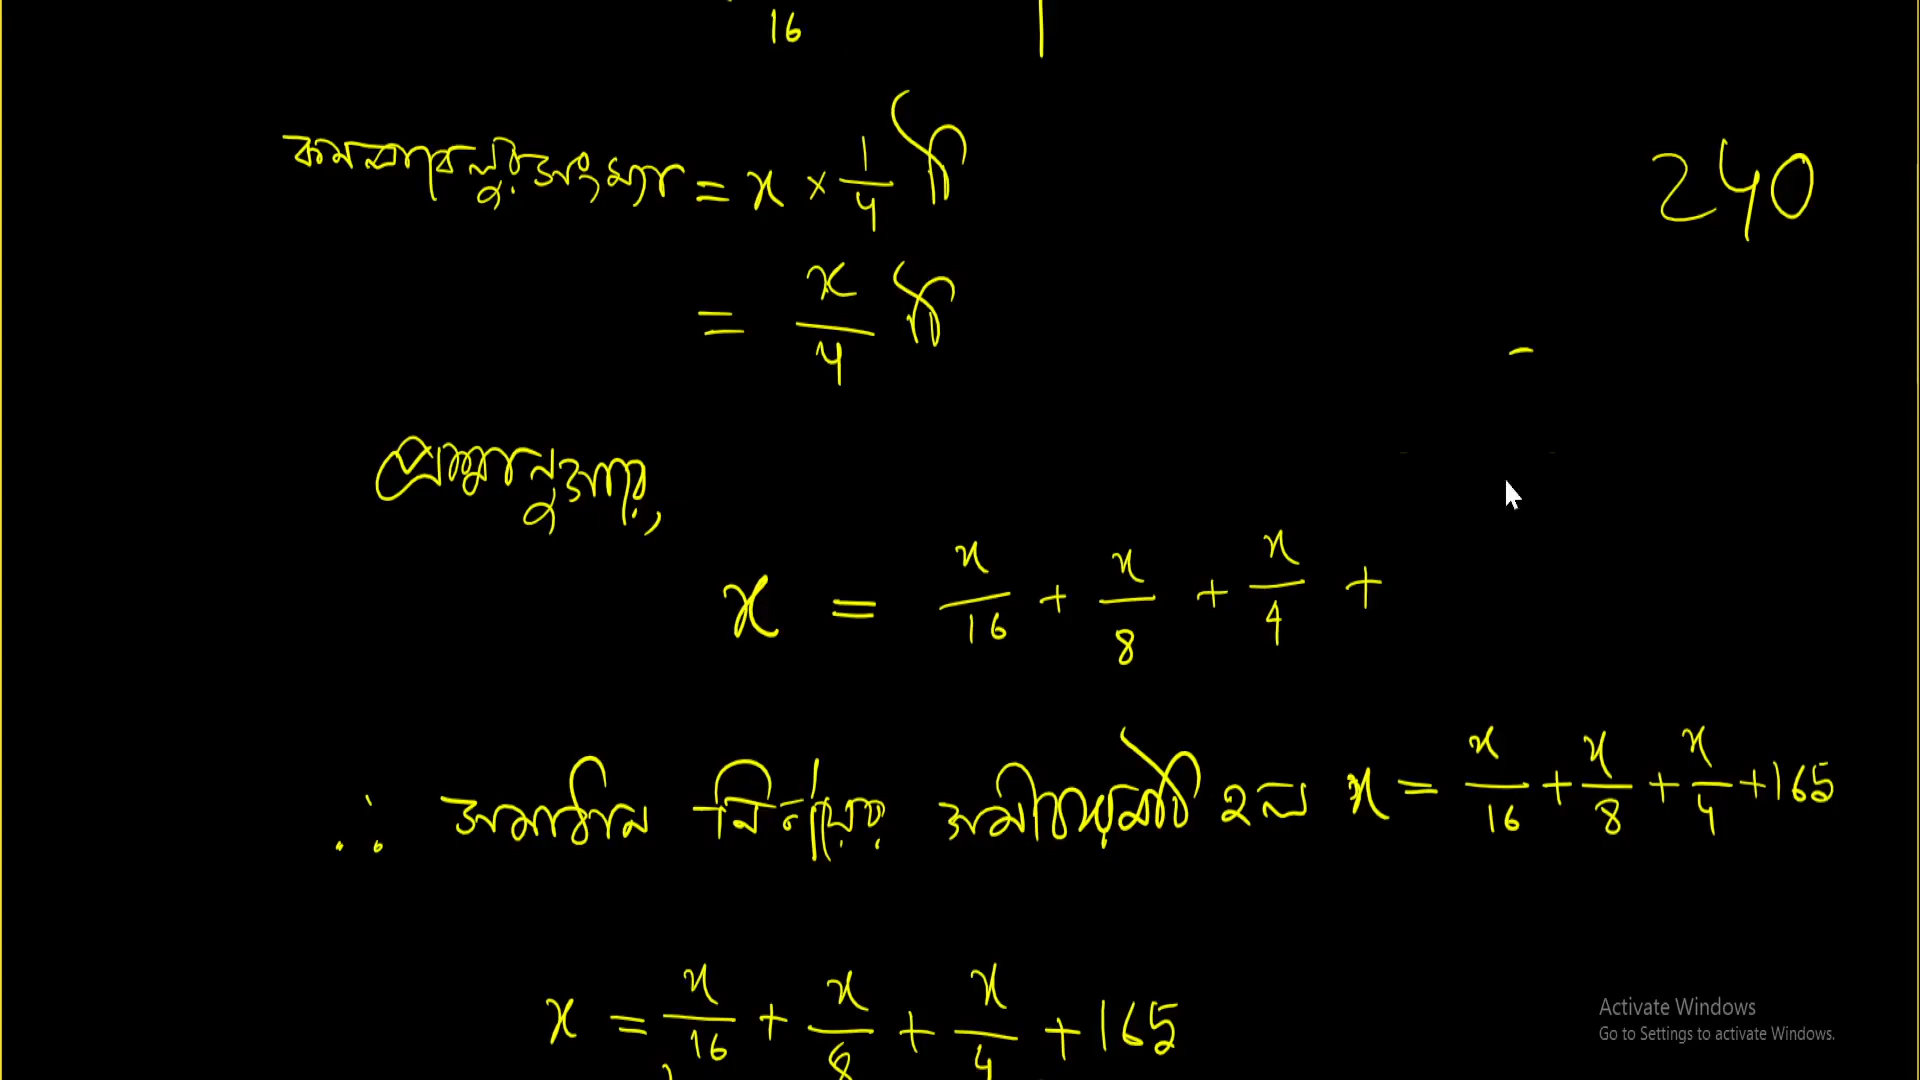 16
কমলালেবুর সংখ্যা = x × 1/4 টি
240
= x/4 টি
-
প্রশ্নানুসারে,
x = x/16 + x/8 + x/4 +
∴ সমাধান নির্ণয়ের সমীকরণটি হল x = x/16 + x/8 + x/4 + 165
x = x/16 + x/8 + x/4 + 165
Activate Windows
Go to Settings to activate Windows.